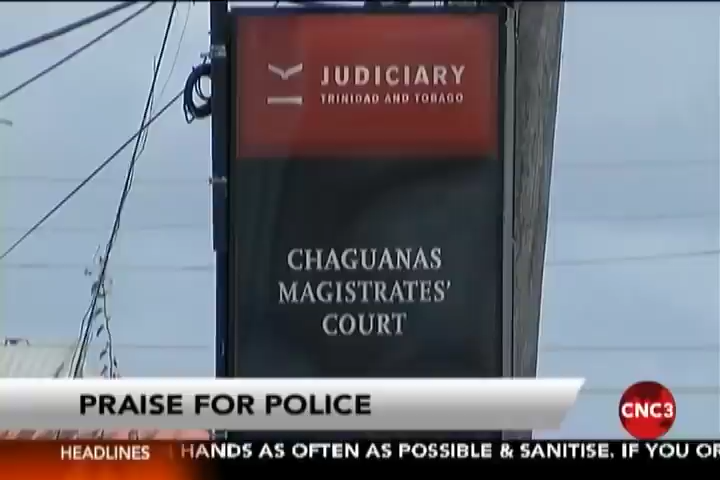 JUDICIARY
TRINIDAD AND TOBAGO
CHAGUANAS
MAGISTRATES'
COURT
PRAISE FOR POLICE
CNC3
HEADLINES
HANDS AS OFTEN AS POSSIBLE & SANITISE. IF YOU OR